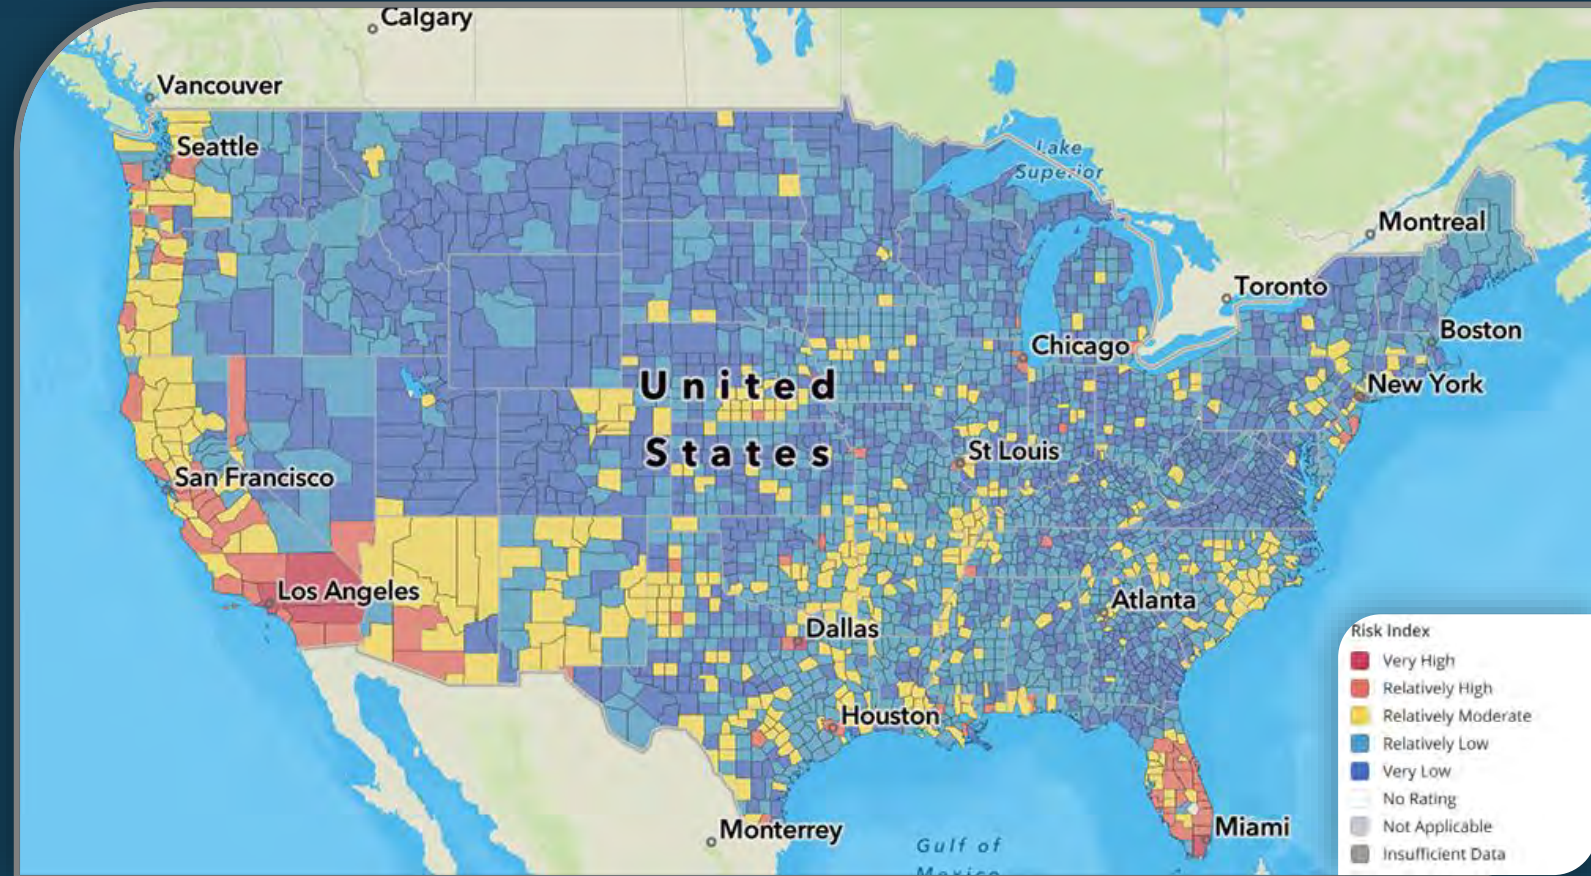 Calgary
Vancouver
Seattle
Lake
Superior
Montreal
Toronto
Boston
Chicago
New York
United
States
St Louis
San Francisco
Los Angeles
Atlanta
Dallas
Houston
Miami
Monterrey
Gulf of
Mexico
Risk Index
Very High
Relatively High
Relatively Moderate
Relatively Low
Very Low
No Rating
Not Applicable
Insufficient Data